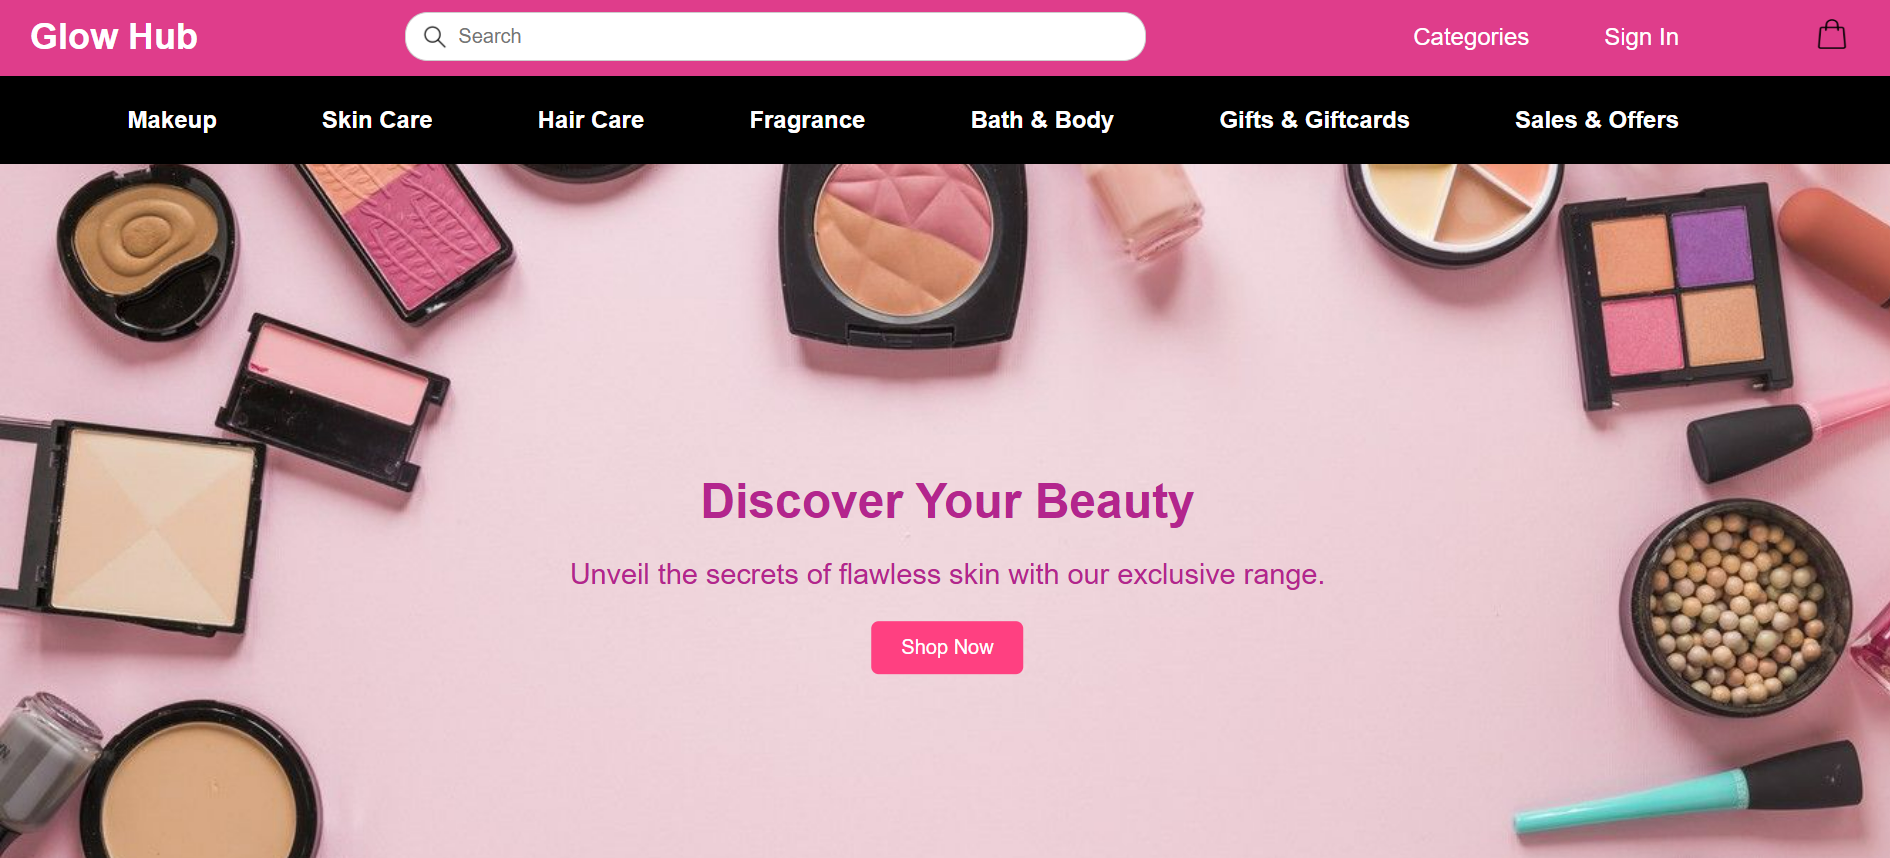 Glow Hub
Search
Categories
Sign In
Makeup
Skin Care
Hair Care
Fragrance
Bath & Body
Gifts & Giftcards
Sales & Offers
Discover Your Beauty
Unveil the secrets of flawless skin with our exclusive range.
Shop Now